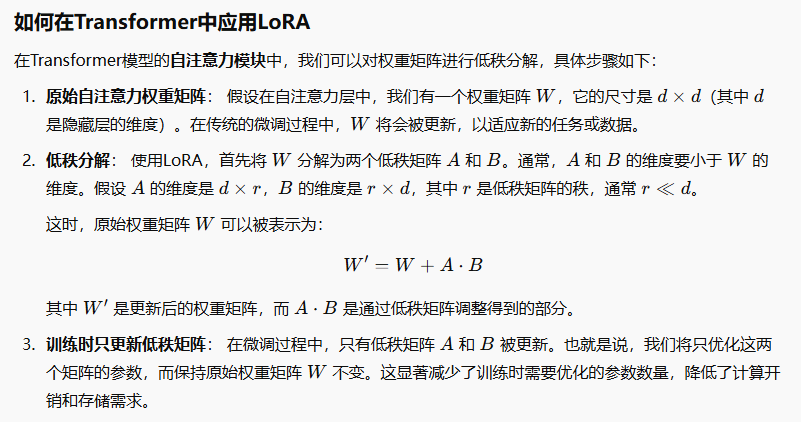 如何在Transformer中应用LoRA
在Transformer模型的自注意力模块中，我们可以对权重矩阵进行低秩分解，具体步骤如下：
1. 原始自注意力权重矩阵： 假设在自注意力层中，我们有一个权重矩阵 W，它的尺寸是 d × d（其中 d
是隐藏层的维度）。在传统的微调过程中，W 将会被更新，以适应新的任务或数据。
2. 低秩分解： 使用LoRA，首先将 W 分解为两个低秩矩阵 A 和 B。通常，A 和 B 的维度要小于 W 的
维度。假设 A 的维度是 d × r，B 的维度是 r × d，其中 r 是低秩矩阵的秩，通常 r ≪ d。
这时，原始权重矩阵 W 可以被表示为：
W′ = W + A · B
其中 W′ 是更新后的权重矩阵，而 A · B 是通过低秩矩阵调整得到的部分。
3. 训练时只更新低秩矩阵： 在微调过程中，只有低秩矩阵 A 和 B 被更新。也就是说，我们将只优化这两
个矩阵的参数，而保持原始权重矩阵 W 不变。这显著减少了训练时需要优化的参数数量，降低了计算开
销和存储需求。